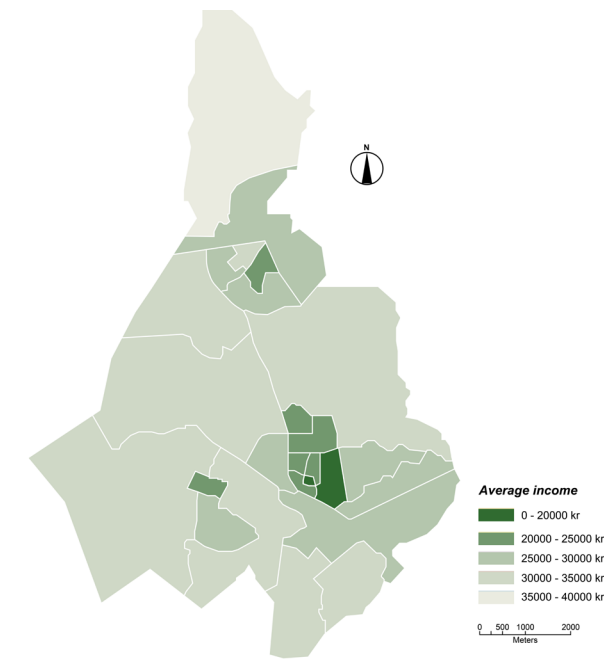 N
Average income
0 - 20000 kr
20000 - 25000 kr
25000 - 30000 kr
30000 - 35000 kr
35000 - 40000 kr
0 500 1000 2000
Meters